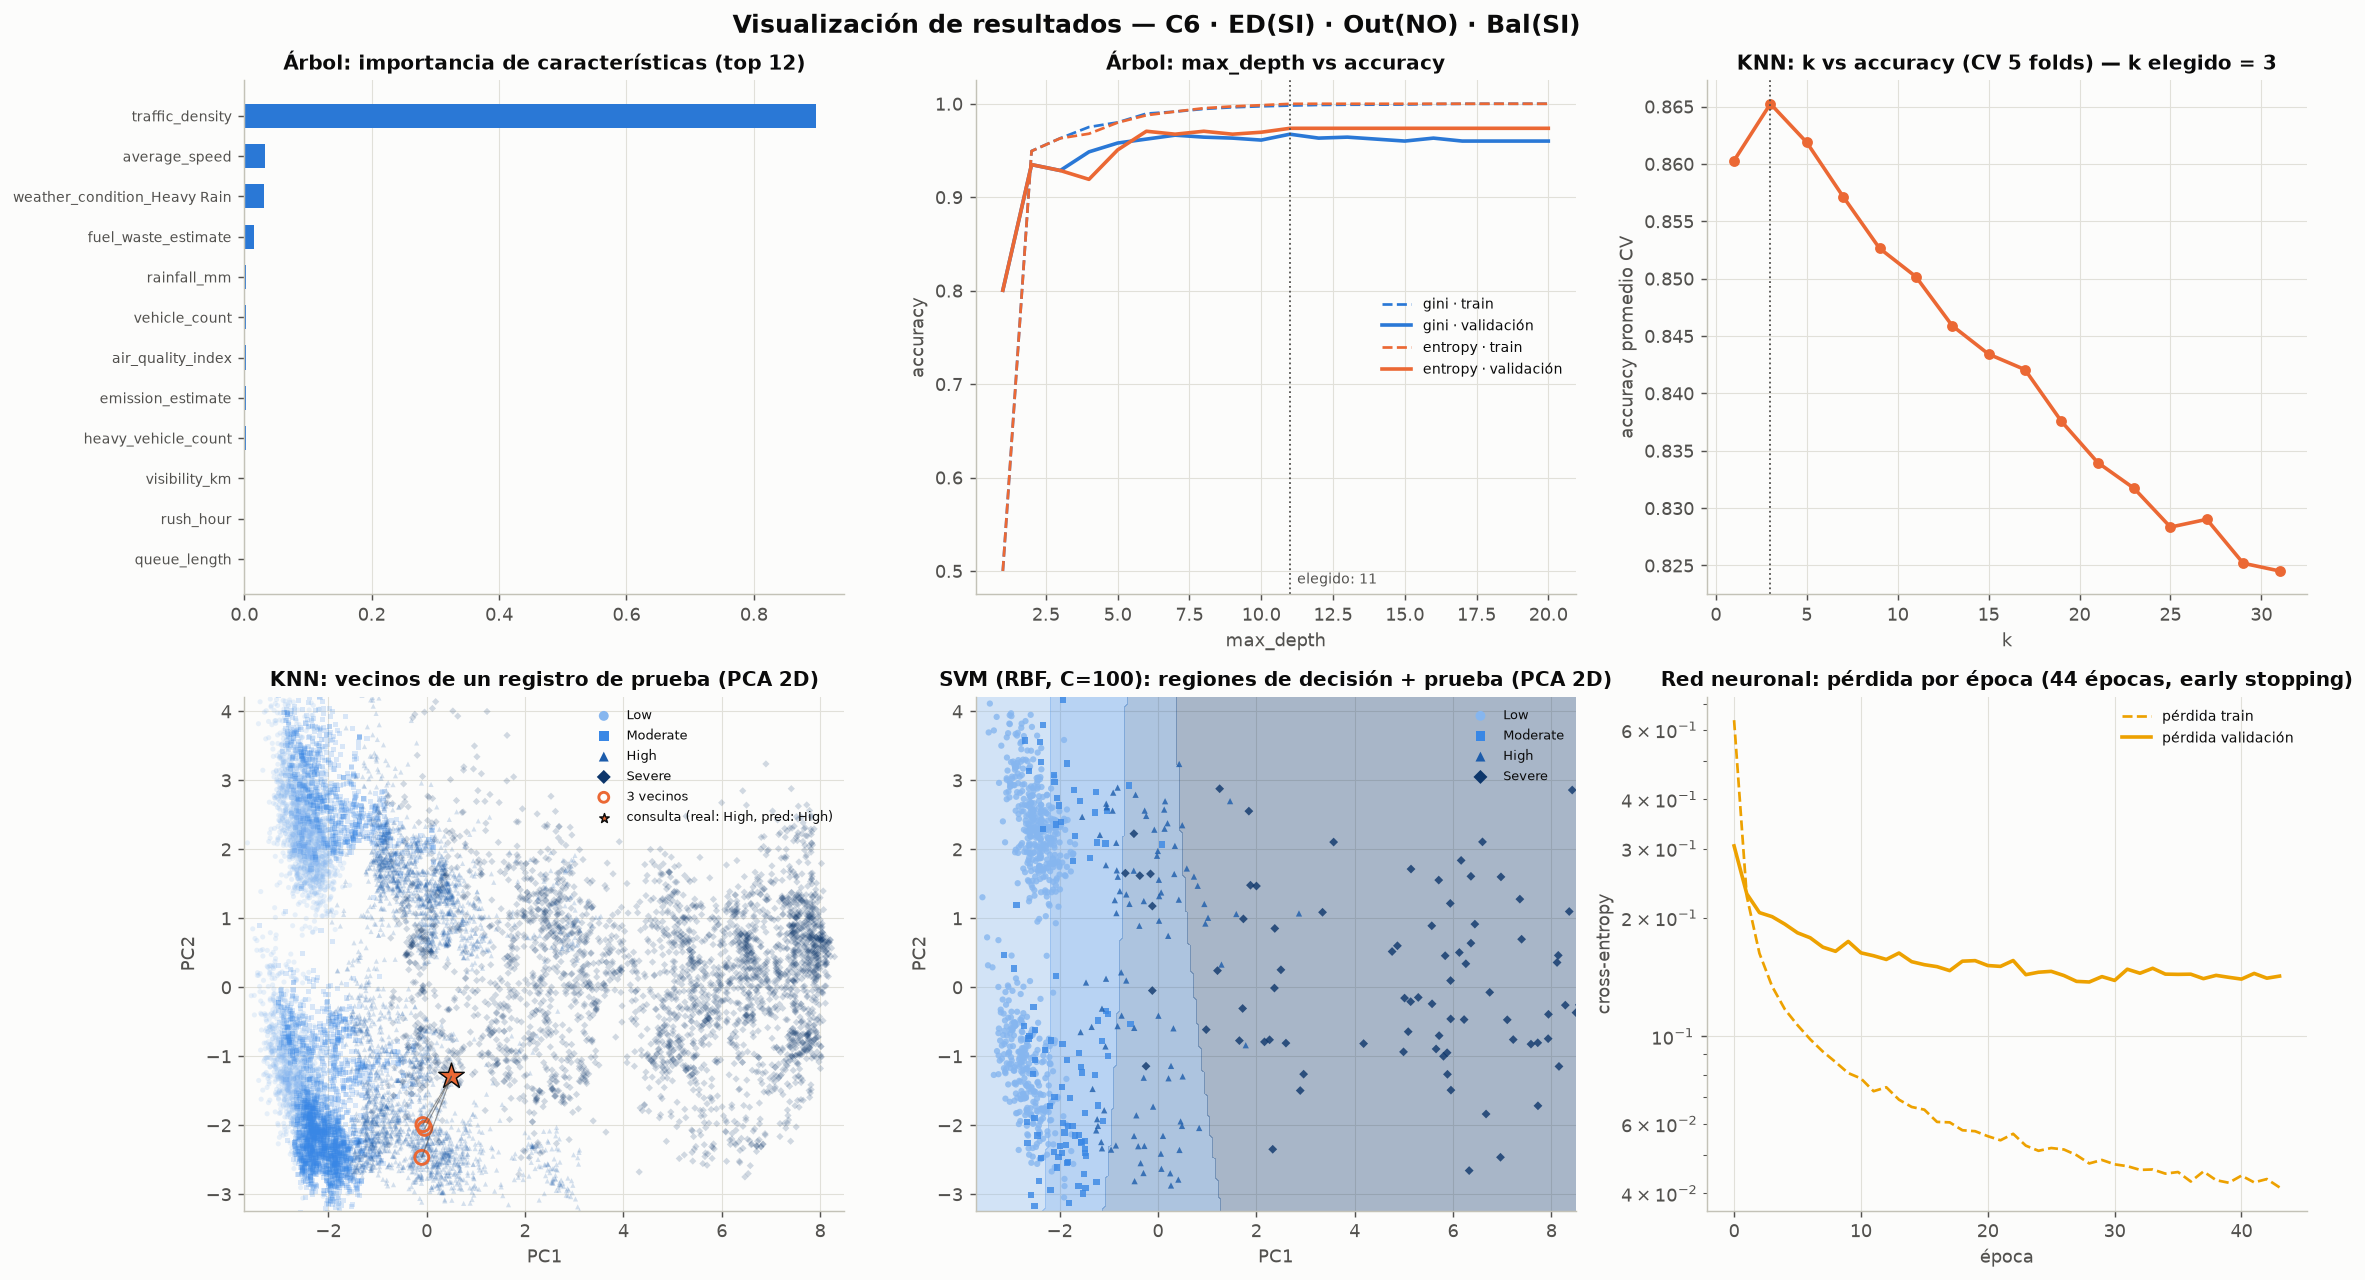 Visualización de resultados — C6 · ED(SI) · Out(NO) · Bal(SI)
Árbol: importancia de características (top 12)
traffic_density
average_speed
weather_condition_Heavy Rain
fuel_waste_estimate
rainfall_mm
vehicle_count
air_quality_index
emission_estimate
heavy_vehicle_count
visibility_km
rush_hour
queue_length
0.0 0.2 0.4 0.6 0.8
Árbol: max_depth vs accuracy
accuracy
1.0
0.9
0.8
0.7
0.6
0.5
gini · train
gini · validación
entropy · train
entropy · validación
elegido: 11
2.5 5.0 7.5 10.0 12.5 15.0 17.5 20.0
max_depth
KNN: k vs accuracy (CV 5 folds) — k elegido = 3
accuracy promedio CV
0.865
0.860
0.855
0.850
0.845
0.840
0.835
0.830
0.825
0 5 10 15 20 25 30
k
KNN: vecinos de un registro de prueba (PCA 2D)
PC2
4
3
2
1
0
−1
−2
−3
Low
Moderate
High
Severe
3 vecinos
consulta (real: High, pred: High)
−2 0 2 4 6 8
PC1
SVM (RBF, C=100): regiones de decisión + prueba (PCA 2D)
PC2
4
3
2
1
0
−1
−2
−3
Low
Moderate
High
Severe
−2 0 2 4 6 8
PC1
Red neuronal: pérdida por época (44 épocas, early stopping)
cross-entropy
6 × 10⁻¹
4 × 10⁻¹
3 × 10⁻¹
2 × 10⁻¹
10⁻¹
6 × 10⁻²
4 × 10⁻²
pérdida train
pérdida validación
0 10 20 30 40
época